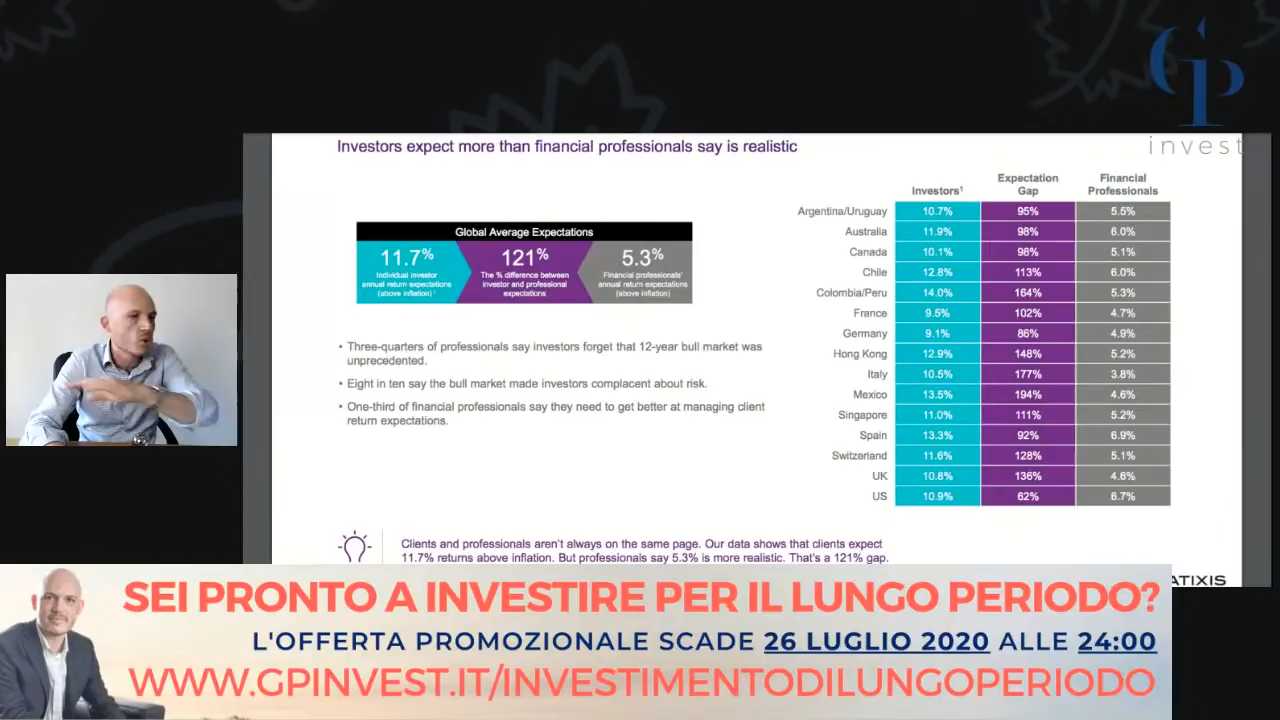 GP
invest
Investors expect more than financial professionals say is realistic
Global Average Expectations
11.7%
Individual investor
annual return expectations
(above inflation) ¹
121%
The % difference between
investor and professional
expectations
5.3%
Financial professionals'
annual return expectations
(above inflation)
• Three-quarters of professionals say investors forget that 12-year bull market was
unprecedented.
• Eight in ten say the bull market made investors complacent about risk.
• One-third of financial professionals say they need to get better at managing client
return expectations.
Investors¹ Expectation Gap Financial Professionals
Argentina/Uruguay 10.7% 95% 5.5%
Australia 11.9% 98% 6.0%
Canada 10.1% 98% 5.1%
Chile 12.8% 113% 6.0%
Colombia/Peru 14.0% 164% 5.3%
France 9.5% 102% 4.7%
Germany 9.1% 86% 4.9%
Hong Kong 12.9% 148% 5.2%
Italy 10.5% 177% 3.8%
Mexico 13.5% 194% 4.6%
Singapore 11.0% 111% 5.2%
Spain 13.3% 92% 6.9%
Switzerland 11.6% 128% 5.1%
UK 10.8% 136% 4.6%
US 10.9% 62% 6.7%
Clients and professionals aren't always on the same page. Our data shows that clients expect
11.7% returns above inflation. But professionals say 5.3% is more realistic. That's a 121% gap.
ATIXIS
SEI PRONTO A INVESTIRE PER IL LUNGO PERIODO?
L'OFFERTA PROMOZIONALE SCADE 26 LUGLIO 2020 ALLE 24:00
WWW.GPINVEST.IT/INVESTIMENTODILUNGOPERIODO